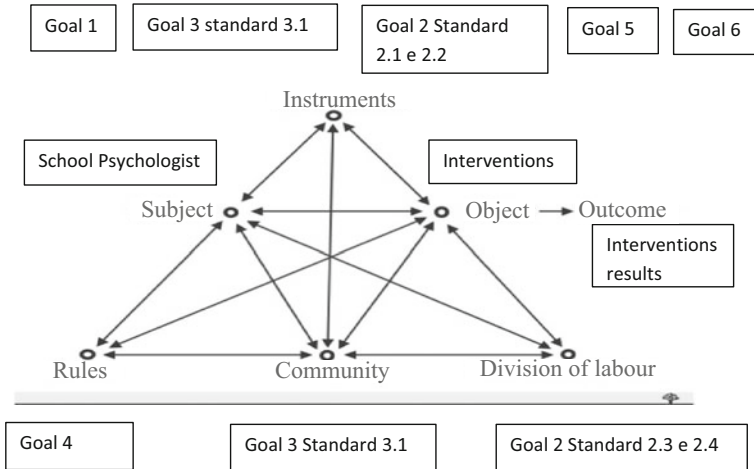 Goal 1
Goal 3 standard 3.1
Goal 2 Standard
2.1 e 2.2
Goal 5
Goal 6
Instruments
School Psychologist
Interventions
Subject
Object
Outcome
Interventions
results
Rules
Community
Division of labour
Goal 4
Goal 3 Standard 3.1
Goal 2 Standard 2.3 e 2.4